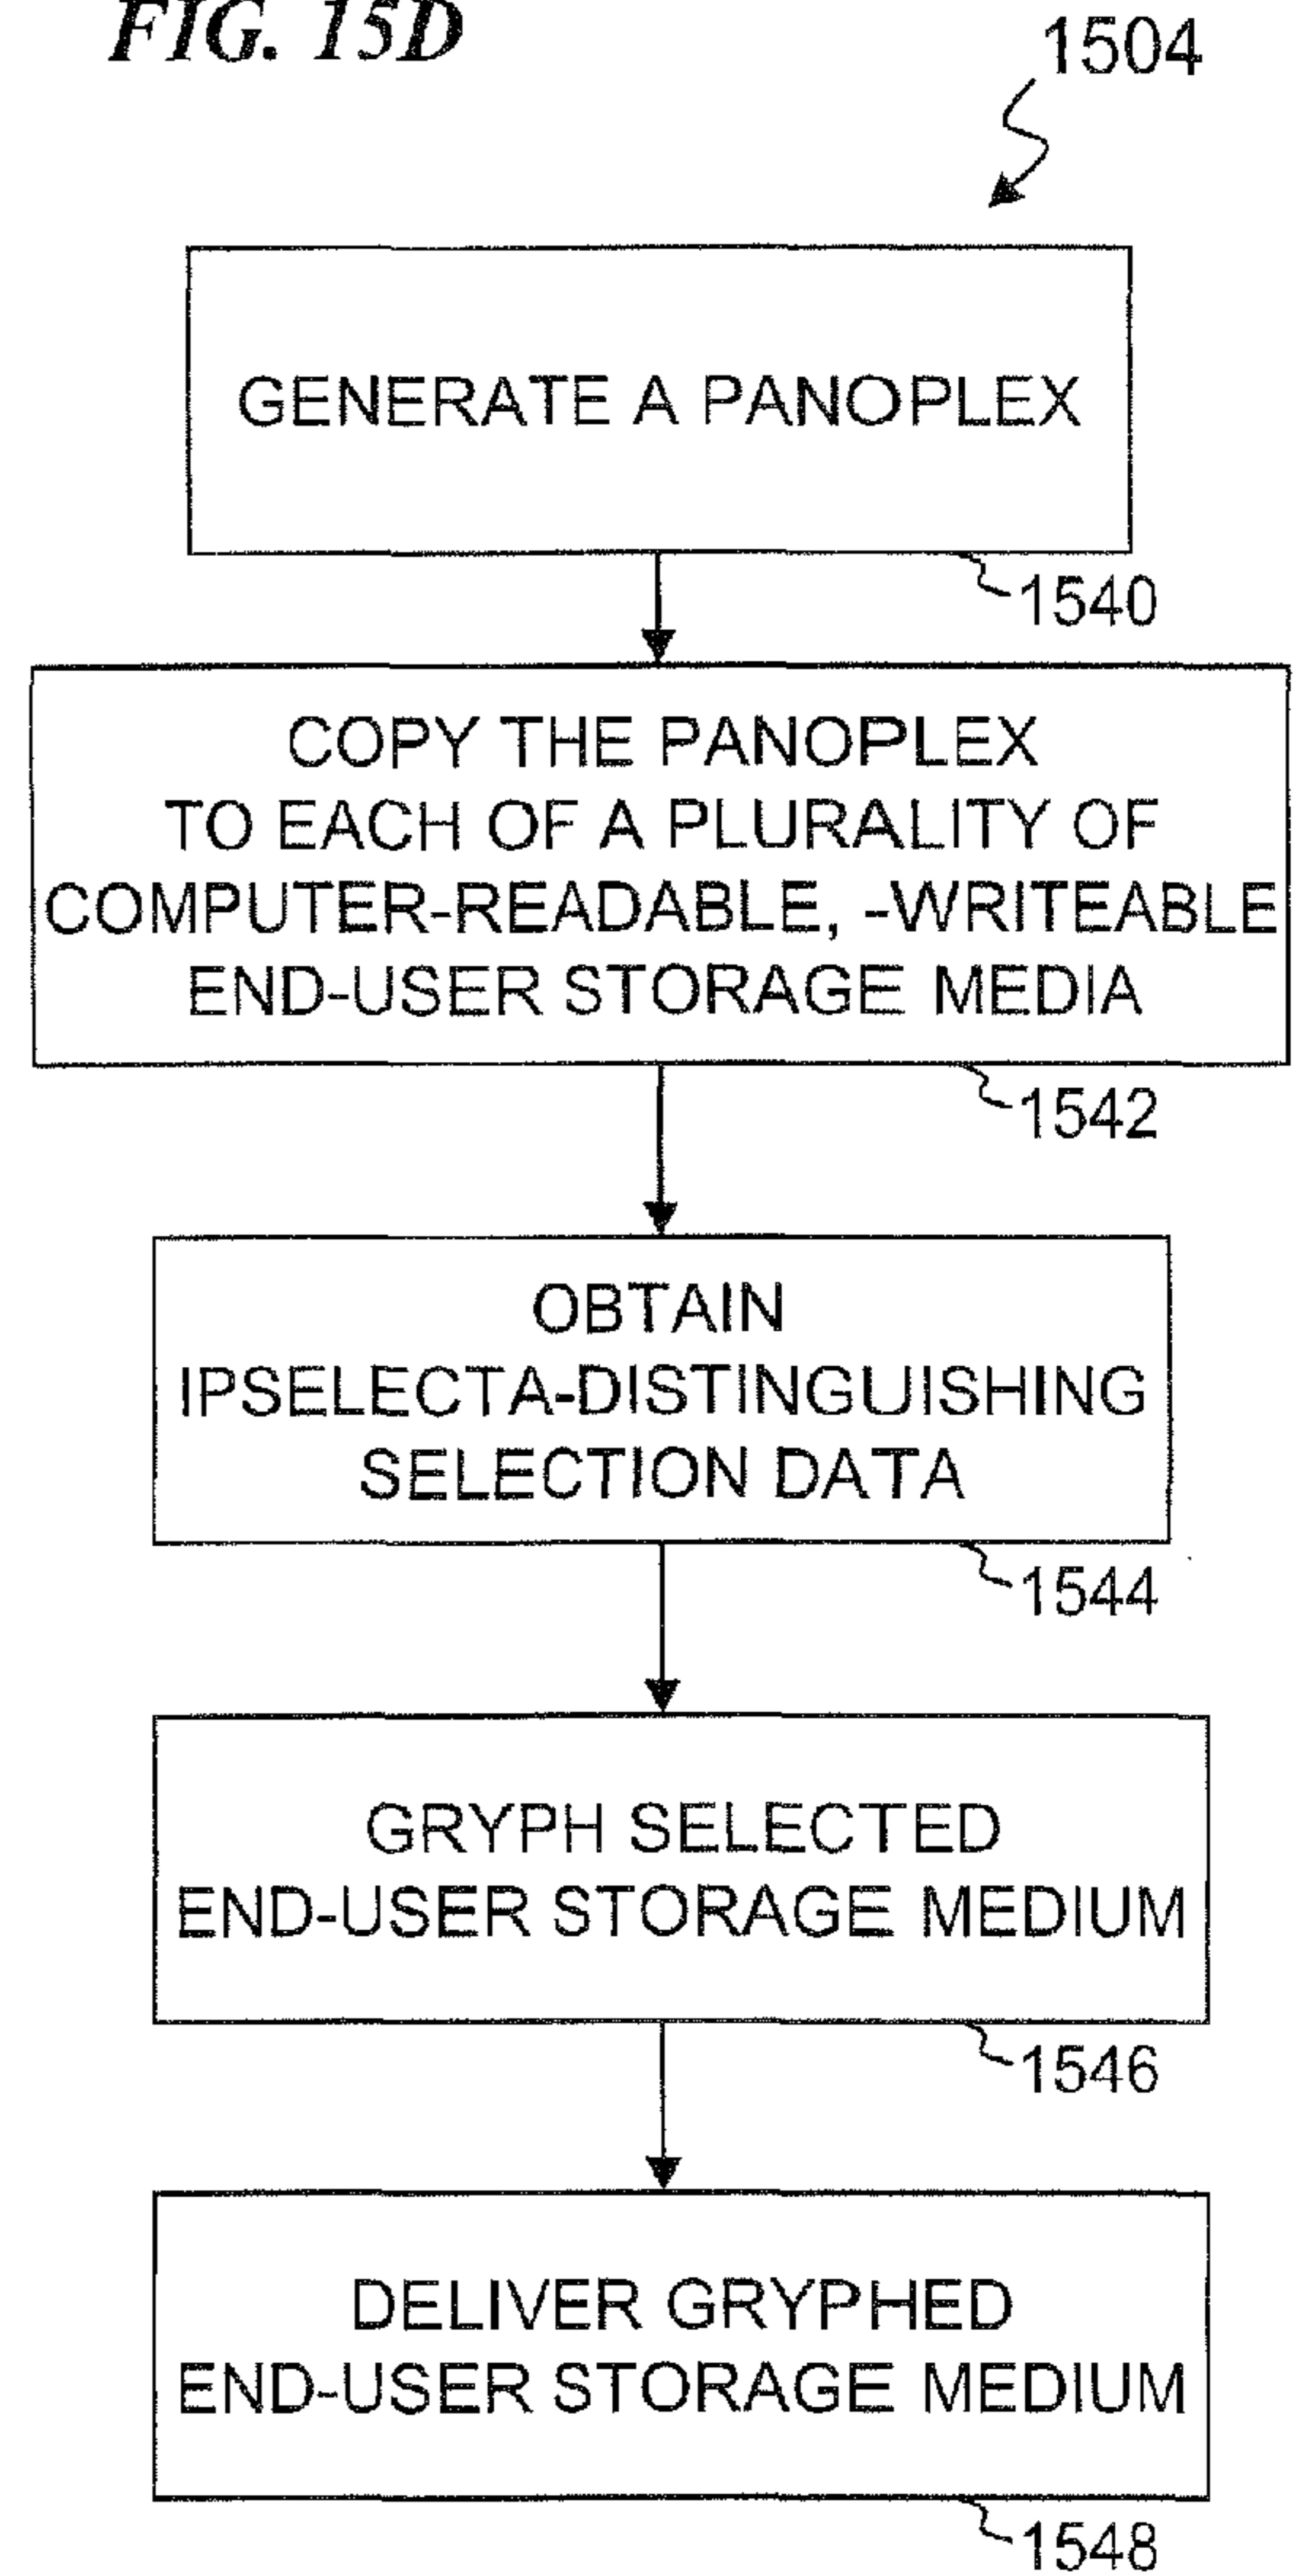 FIG. 15D
1504
GENERATE A PANOPLEX
1540
COPY THE PANOPLEX
TO EACH OF A PLURALITY OF
COMPUTER-READABLE, -WRITEABLE
END-USER STORAGE MEDIA
1542
OBTAIN
IPSELECTA-DISTINGUISHING
SELECTION DATA
1544
GRYPH SELECTED
END-USER STORAGE MEDIUM
1546
DELIVER GRYPHED
END-USER STORAGE MEDIUM
1548